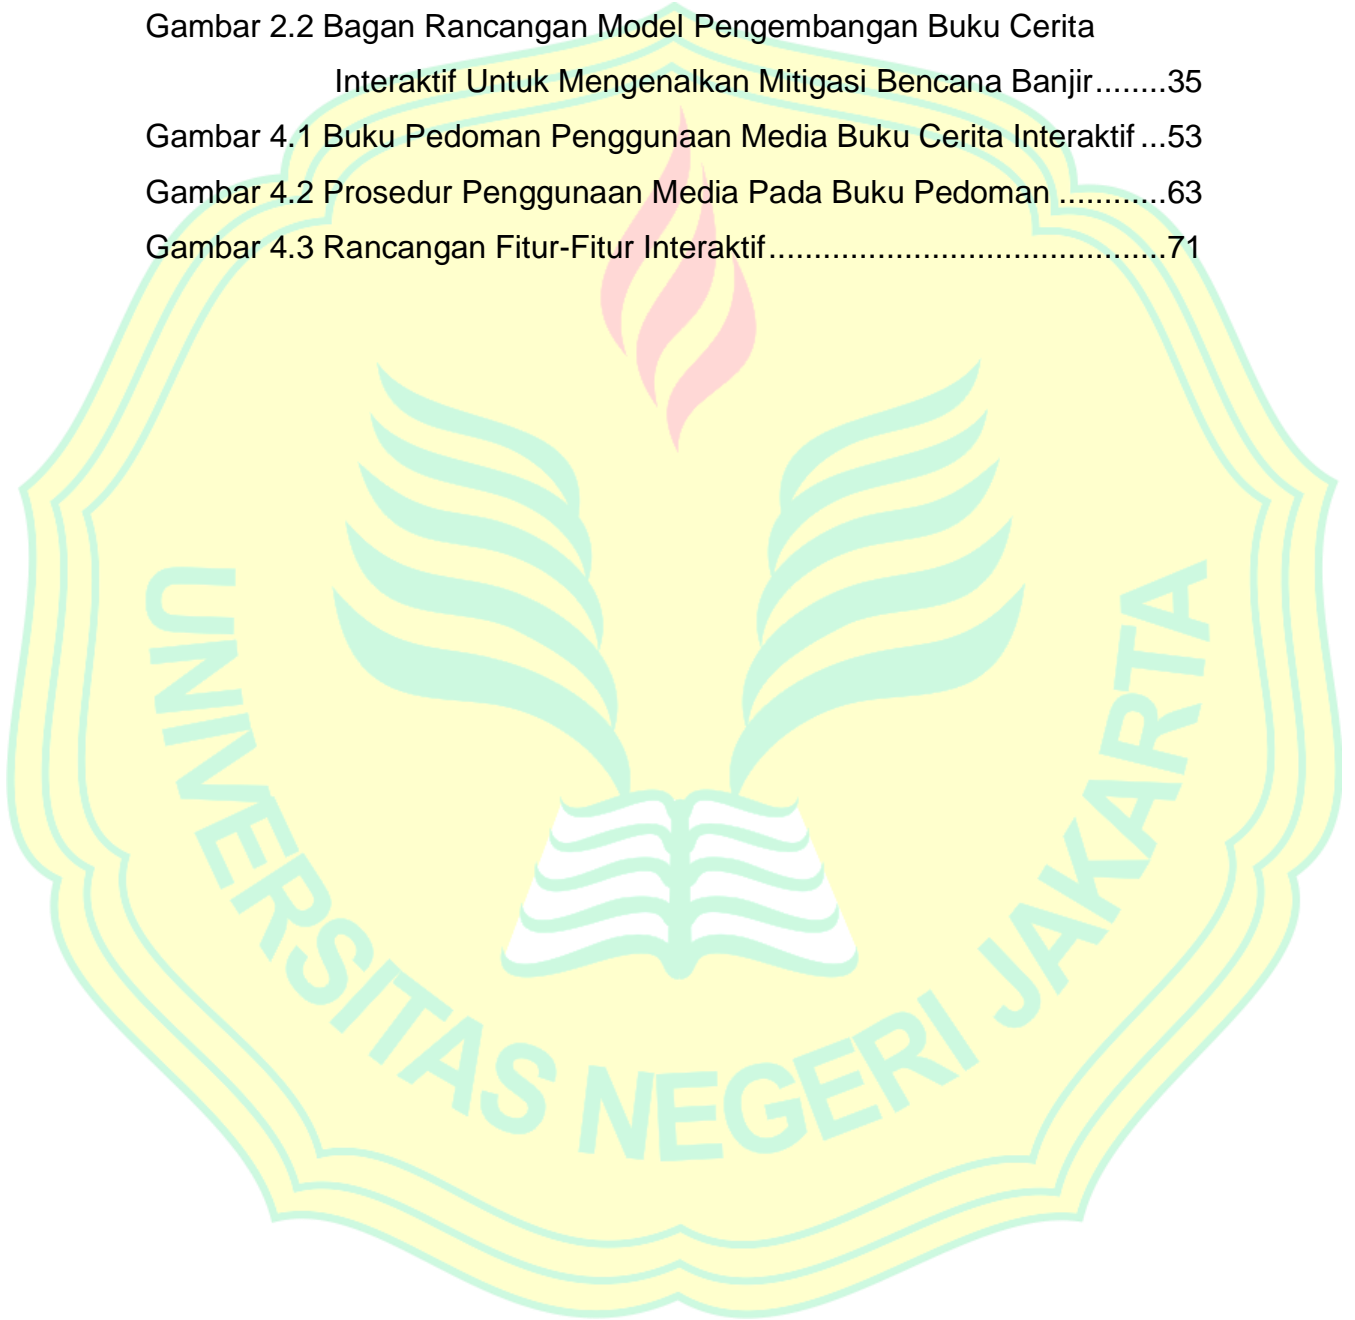 Gambar 2.2 Bagan Rancangan Model Pengembangan Buku Cerita
Interaktif Untuk Mengenalkan Mitigasi Bencana Banjir........35
Gambar 4.1 Buku Pedoman Penggunaan Media Buku Cerita Interaktif...53
Gambar 4.2 Prosedur Penggunaan Media Pada Buku Pedoman ............63
Gambar 4.3 Rancangan Fitur-Fitur Interaktif............................................71
UNIVERSITAS NEGERI JAKARTA